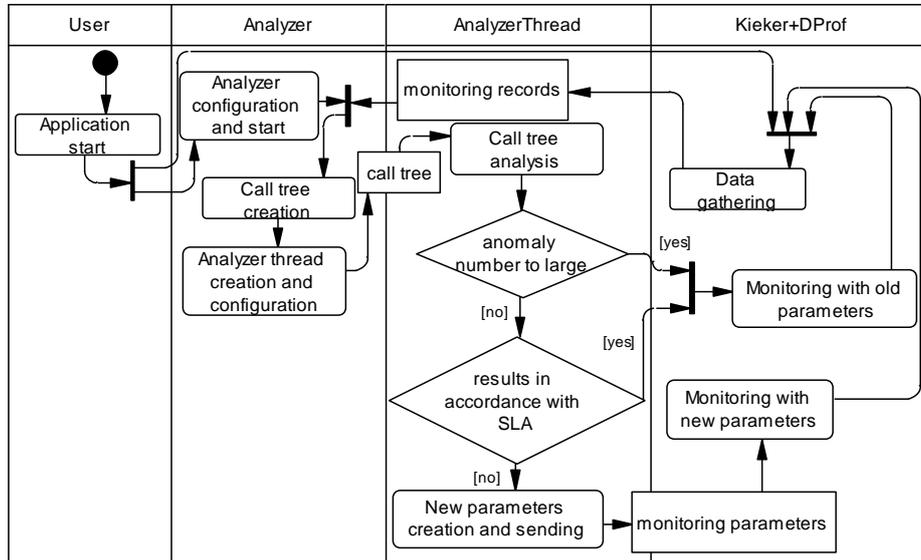 User
Analyzer
AnalyzerThread
Kieker+DProf
Application
start
Analyzer
configuration
and start
monitoring records
Call tree
analysis
call tree
Call tree
creation
Data
gathering
Analyzer thread
creation and
configuration
anomaly
number to large
[yes]
Monitoring with old
parameters
[no]
[yes]
results in
accordance with
SLA
Monitoring with
new parameters
[no]
New parameters
creation and sending
monitoring parameters